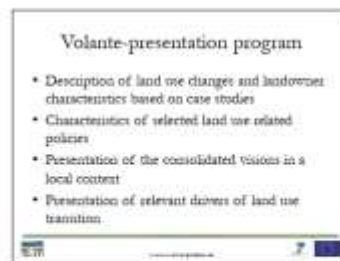 Volante-presentation program
• Description of land use changes and landowner
characteristics based on case studies
• Characteristics of selected land use related
policies
• Presentation of the consolidated visions in a
local context
• Presentation of relevant drivers of land use
transition